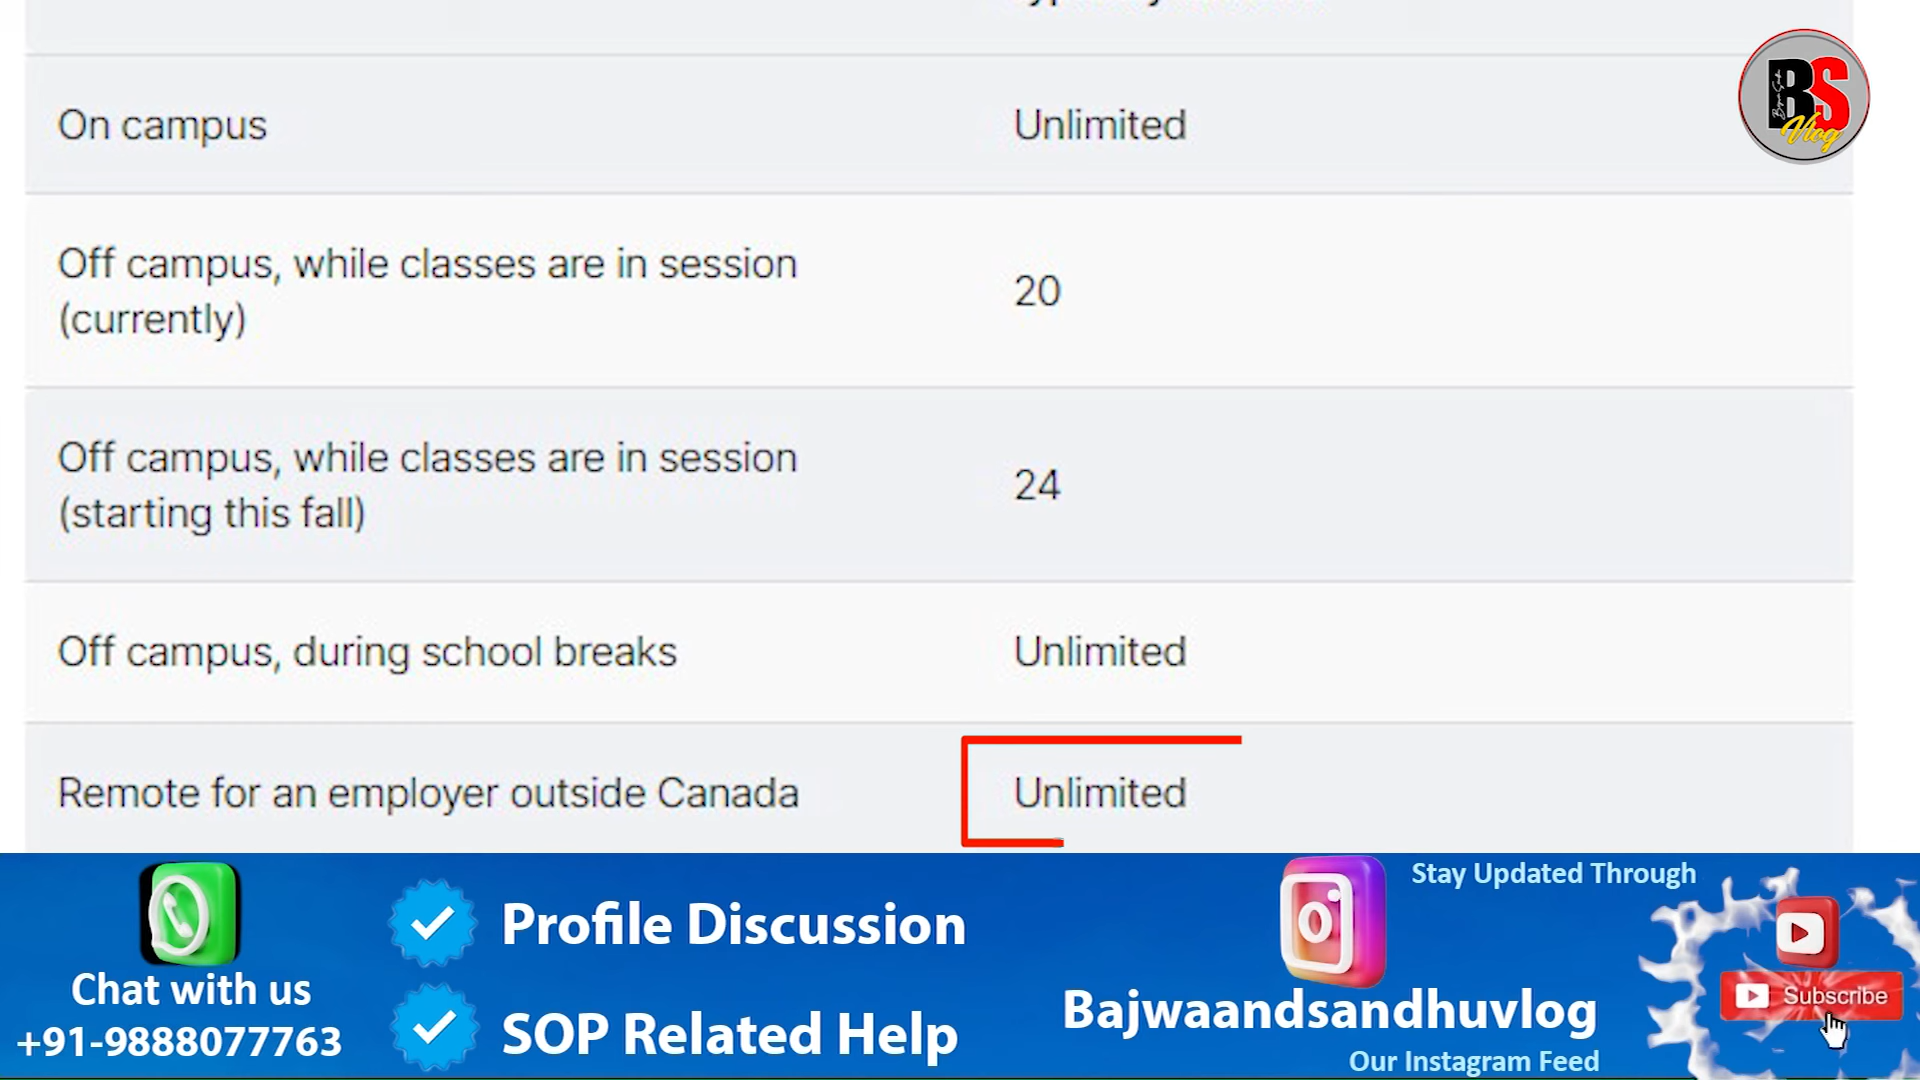 On campus
Unlimited
Off campus, while classes are in session
(currently)
20
Off campus, while classes are in session
(starting this fall)
24
Off campus, during school breaks
Unlimited
Remote for an employer outside Canada
Unlimited
BS
Vlog
Chat with us
+91-9888077763
Profile Discussion
SOP Related Help
Bajwaandsandhuvlog
Our Instagram Feed
Stay Updated Through
Subscribe